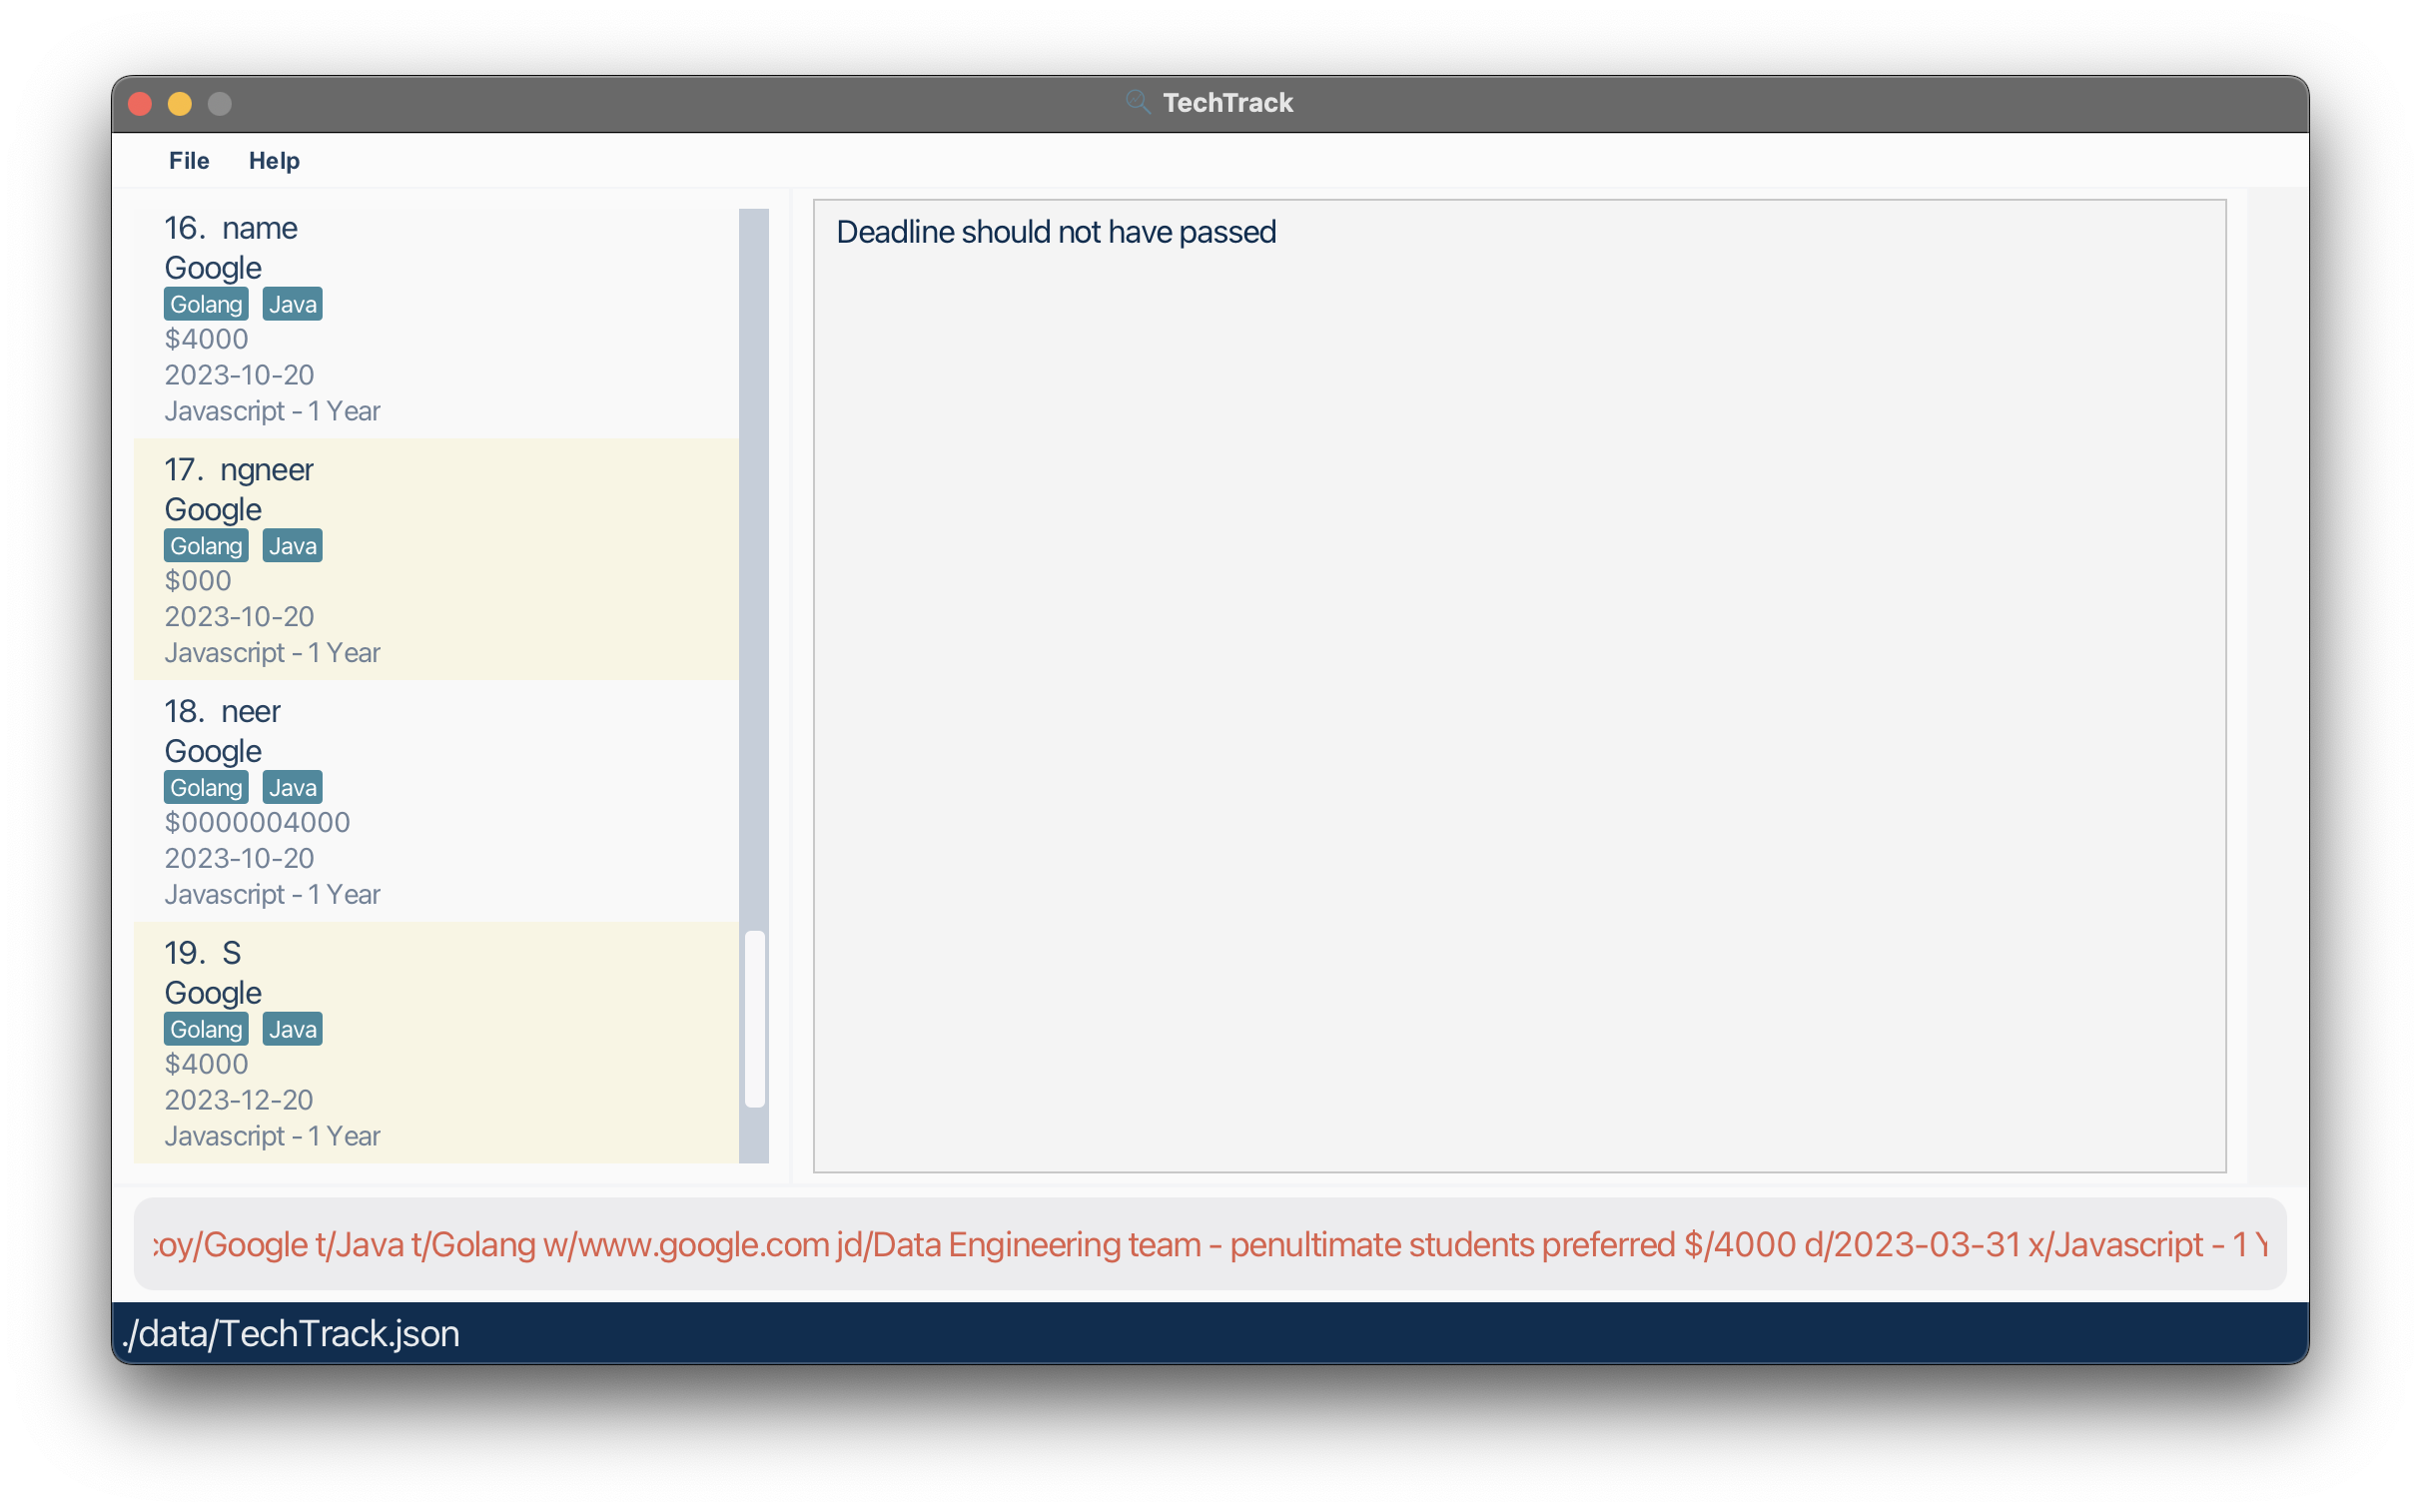 TechTrack
File Help
16. name
Google
Golang Java
$4000
2023-10-20
Javascript - 1 Year
17. ngneer
Google
Golang Java
$000
2023-10-20
Javascript - 1 Year
18. neer
Google
Golang Java
$0000004000
2023-10-20
Javascript - 1 Year
19. S
Google
Golang Java
$4000
2023-12-20
Javascript - 1 Year
Deadline should not have passed
oy/Google t/Java t/Golang w/www.google.com jd/Data Engineering team - penultimate students preferred $/4000 d/2023-03-31 x/Javascript - 1
./data/TechTrack.json